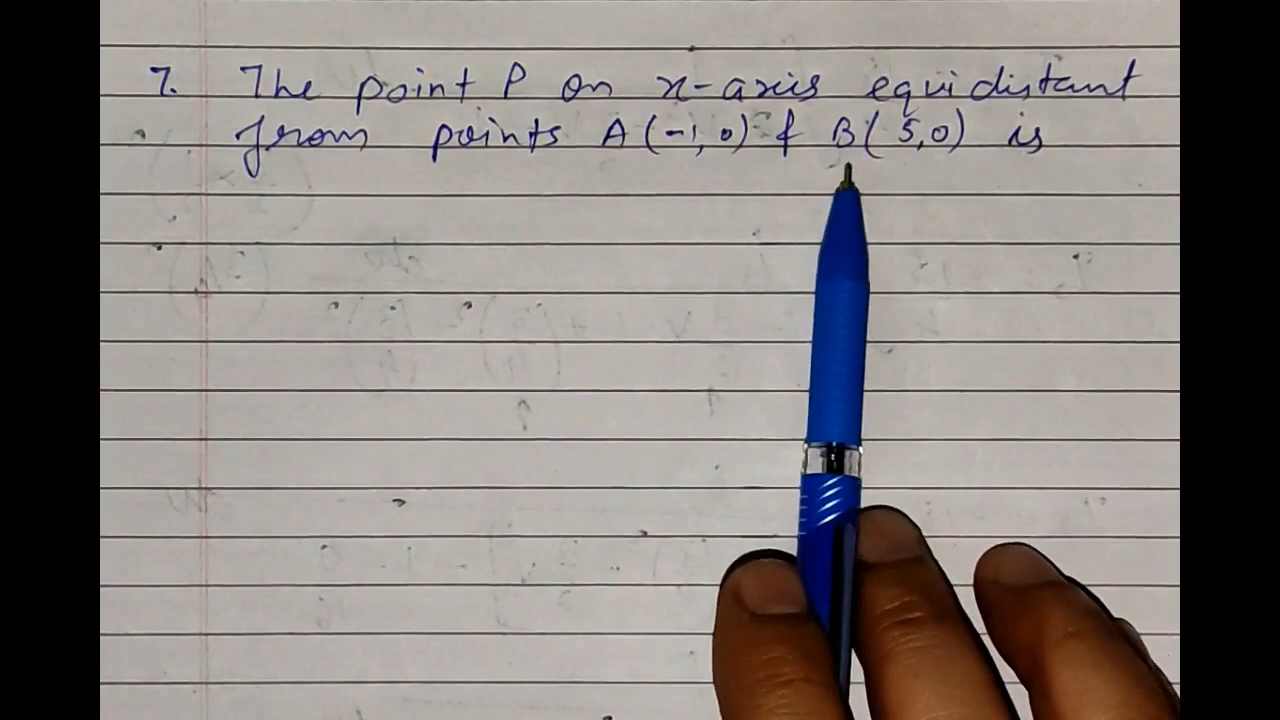 7. The point P on x-axis equidistant
from points A (-1, 0) & B( 5,0) is